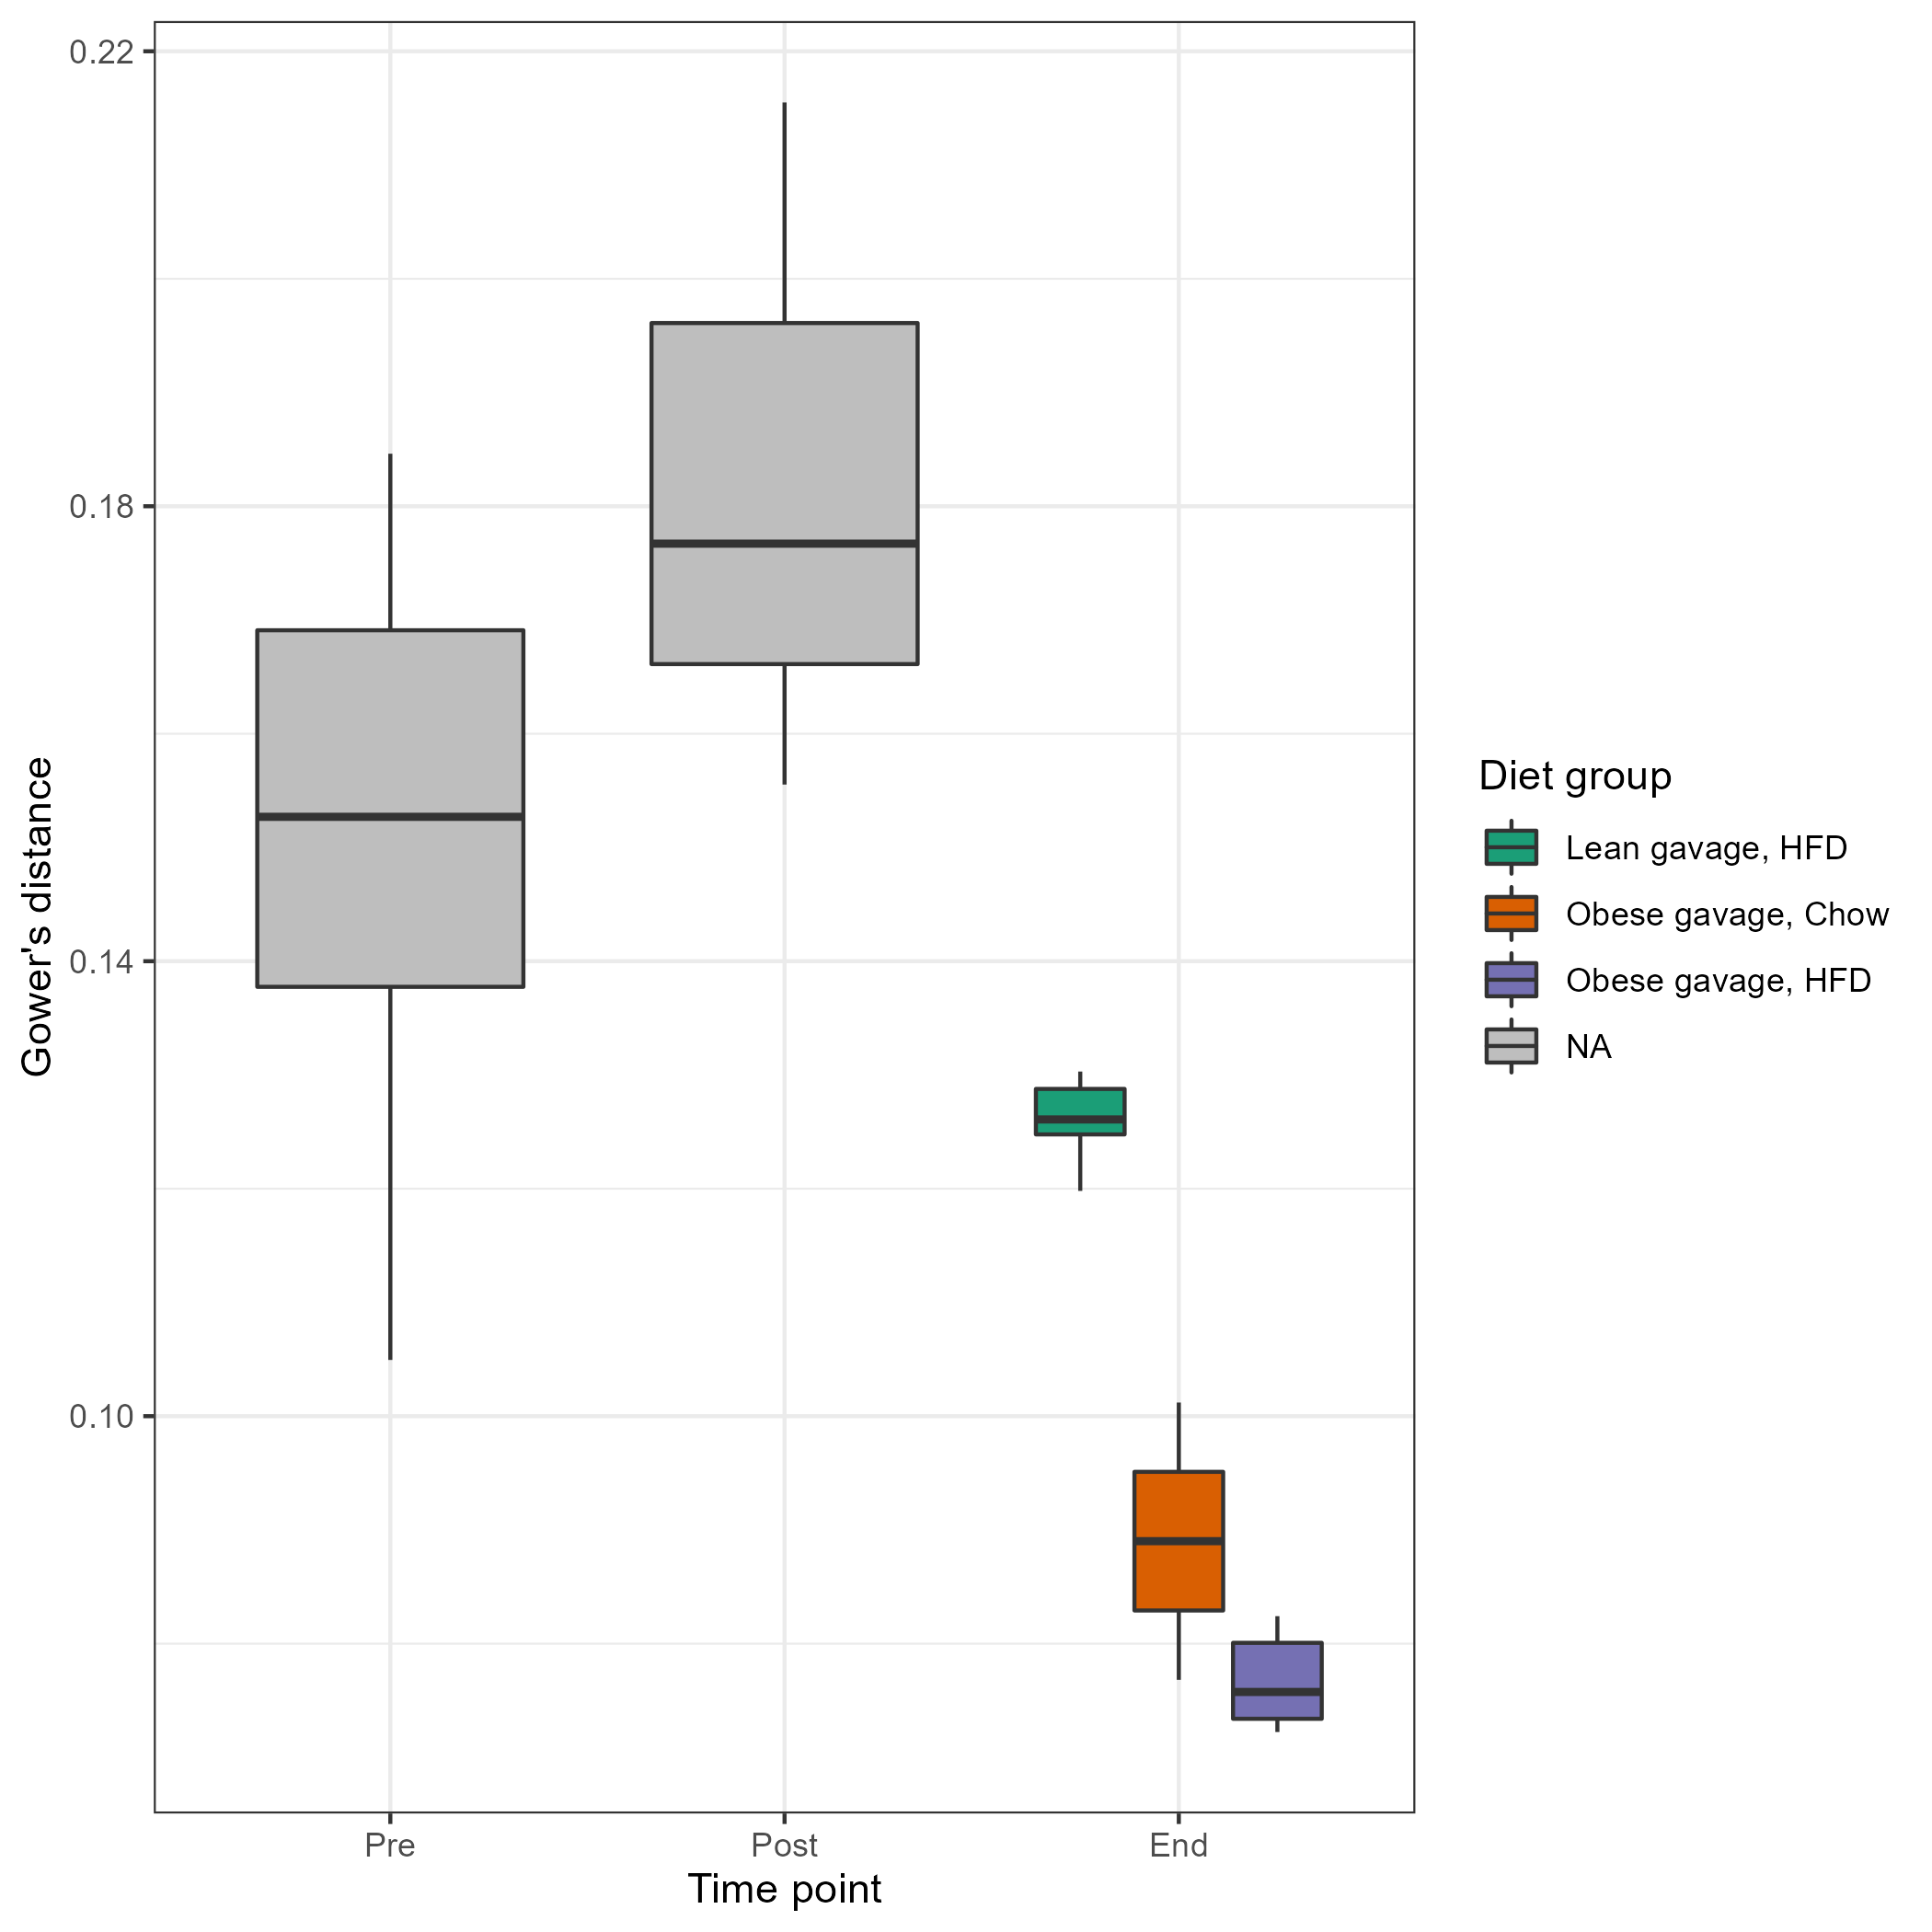 0.22
0.18
0.14
0.10
Gower's distance
Pre
Post
End
Time point
Diet group
Lean gavage, HFD
Obese gavage, Chow
Obese gavage, HFD
NA